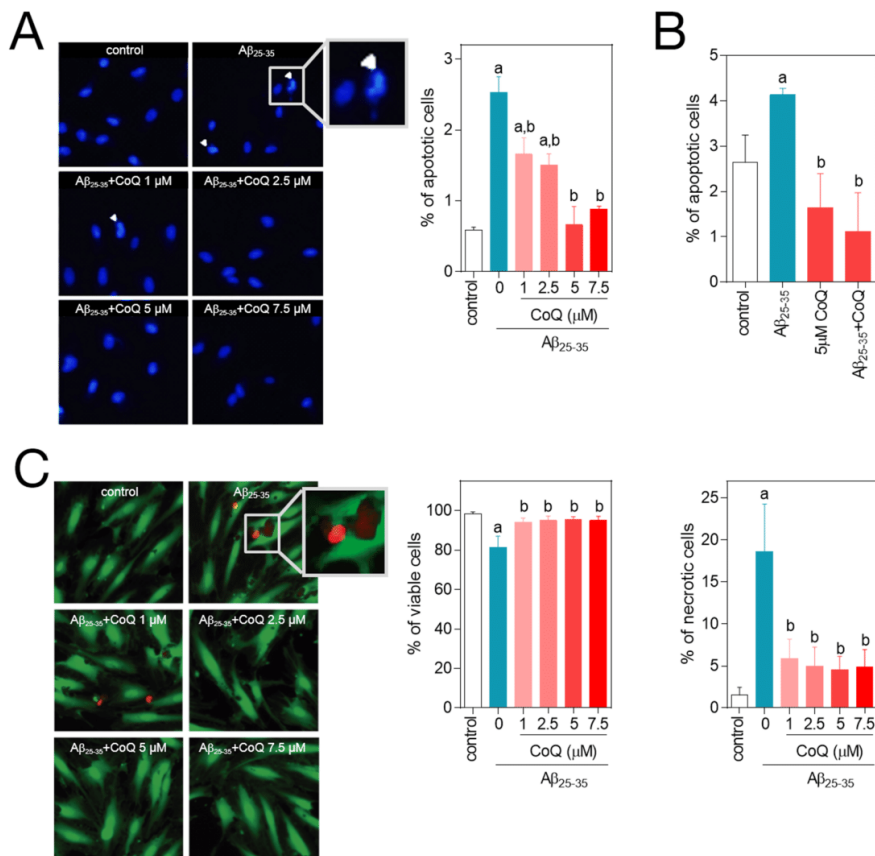 A
control
Aβ25-35
Aβ25-35+CoQ 1 µM
Aβ25-35+CoQ 2.5 µM
Aβ25-35+CoQ 5 µM
Aβ25-35+CoQ 7.5 µM
% of apoptotic cells
3
2
1
0
a
a,b
a,b
b
b
control
0
1
2.5
5
7.5
CoQ (µM)
Aβ25-35
B
% of apoptotic cells
5
4
3
2
1
0
a
b
b
control
Aβ25-35
5µM CoQ
Aβ25-35+CoQ
C
control
Aβ25-35
Aβ25-35+CoQ 1 µM
Aβ25-35+CoQ 2.5 µM
Aβ25-35+CoQ 5 µM
Aβ25-35+CoQ 7.5 µM
% of viable cells
100
80
60
40
20
0
a
b
b
b
b
control
0
1
2.5
5
7.5
CoQ (µM)
Aβ25-35
% of necrotic cells
25
20
15
10
5
0
a
b
b
b
b
control
0
1
2.5
5
7.5
CoQ (µM)
Aβ25-35